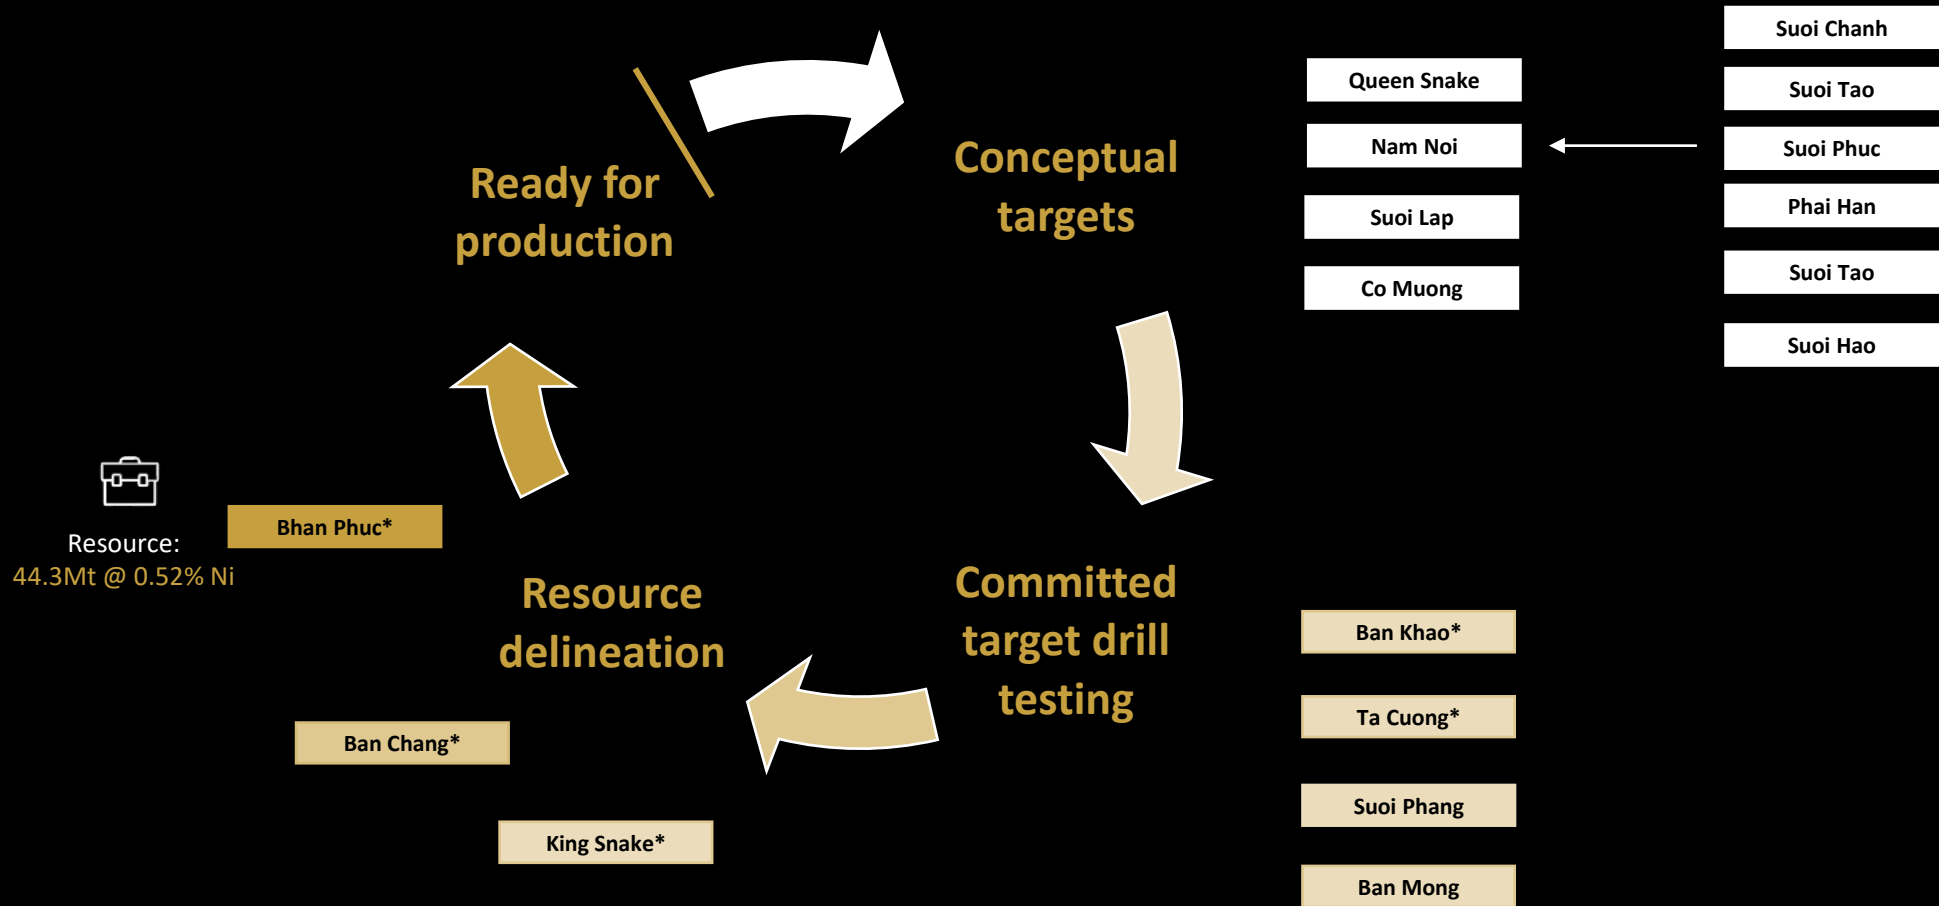 Ready for
production
Conceptual
targets
Queen Snake
Nam Noi
Suoi Lap
Co Muong
Suoi Chanh
Suoi Tao
Suoi Phuc
Phai Han
Suoi Tao
Suoi Hao
Resource:
44.3Mt @ 0.52% Ni
Bhan Phuc*
Resource
delineation
Ban Chang*
King Snake*
Committed
target drill
testing
Ban Khao*
Ta Cuong*
Suoi Phang
Ban Mong